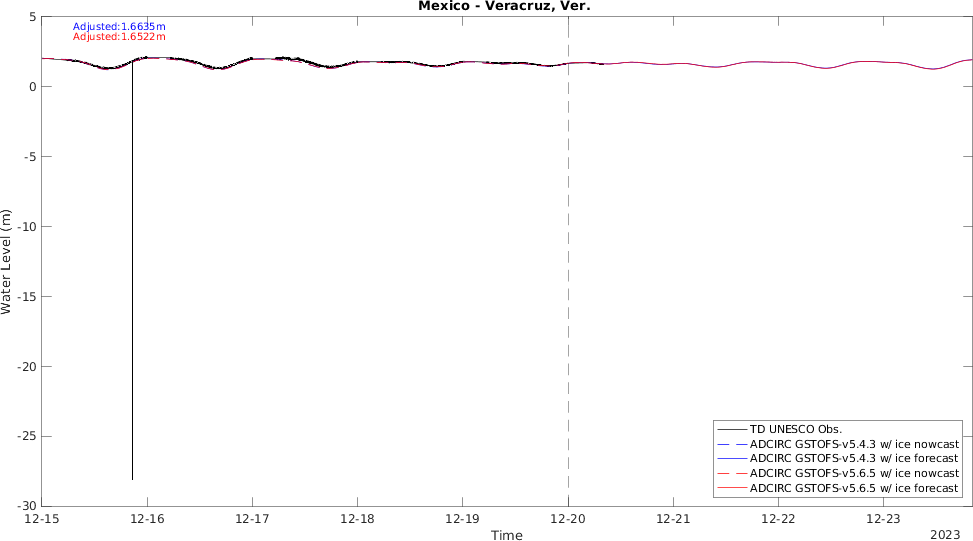 Mexico - Veracruz, Ver.
Adjusted:1.6635m
Adjusted:1.6522m
5
0
-5
-10
-15
-20
-25
-30
Water Level (m)
TD UNESCO Obs.
ADCIRC GSTOFS-v5.4.3 w/ ice nowcast
ADCIRC GSTOFS-v5.4.3 w/ ice forecast
ADCIRC GSTOFS-v5.6.5 w/ ice nowcast
ADCIRC GSTOFS-v5.6.5 w/ ice forecast
12-15 12-16 12-17 12-18 12-19 12-20 12-21 12-22 12-23
Time
2023